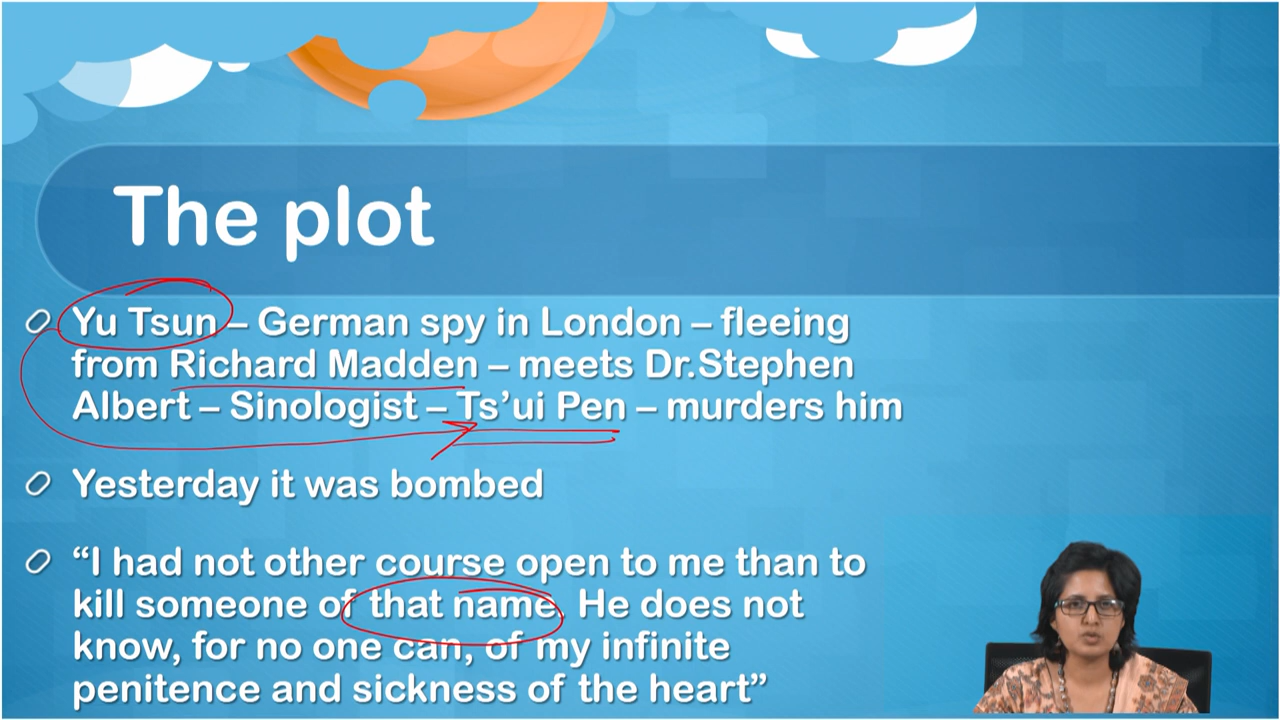 The plot
Yu Tsun – German spy in London – fleeing
from Richard Madden – meets Dr.Stephen
Albert – Sinologist – Ts’ui Pen – murders him
Yesterday it was bombed
“I had not other course open to me than to
kill someone of that name. He does not
know, for no one can, of my infinite
penitence and sickness of the heart”